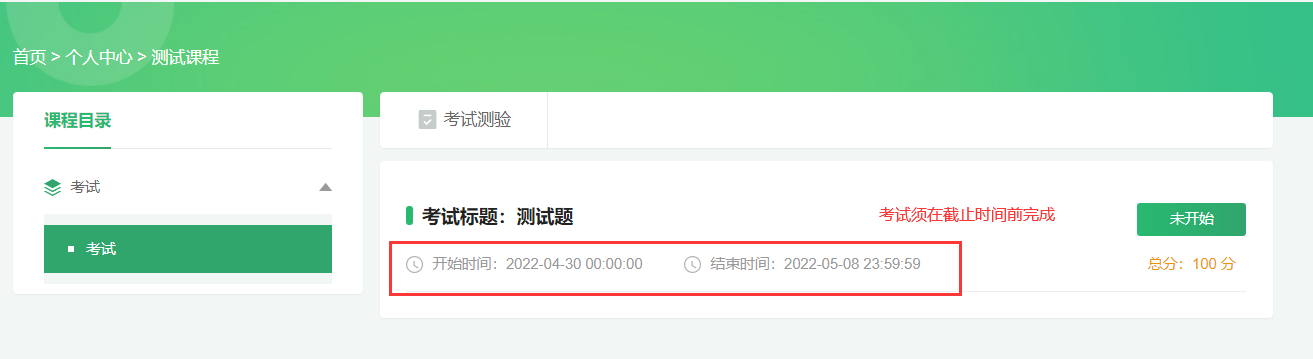 首页 > 个人中心 > 测试课程
课程目录
考试
考试
考试测验
考试标题：测试题
考试须在截止时间前完成
未开始
开始时间：2022-04-30 00:00:00
结束时间：2022-05-08 23:59:59
总分：100 分